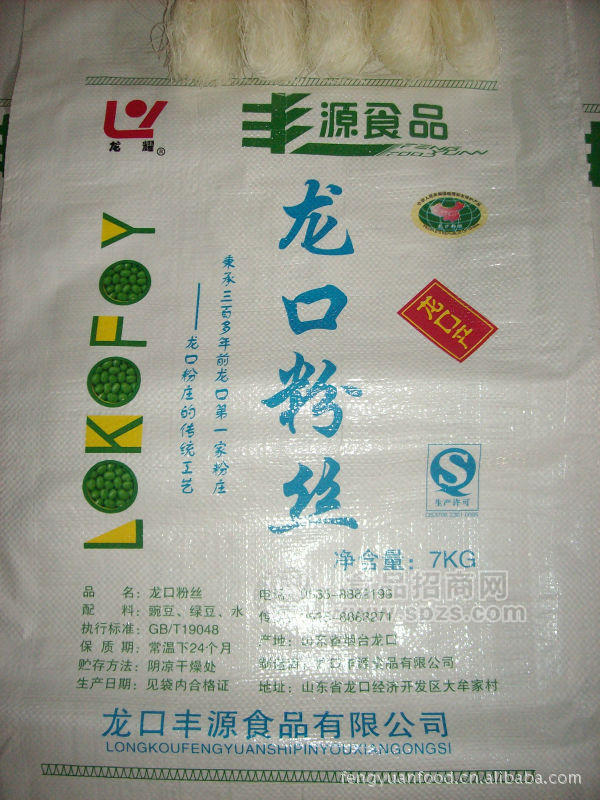 龙耀®
丰源食品
FENG YUAN FOOD
LOKOFOY
龙口粉丝
秉承三百多年前龙口第一家粉庄
——龙口粉庄的传统工艺
龙口产
生产许可
净含量：7KG
品 名：龙口粉丝
配 料：豌豆、绿豆、水
执行标准：GB/T19048
保 质 期：常温下24个月
贮存方法：阴凉干燥处
生产日期：见袋内合格证
产地：山东省烟台龙口
地址：山东省龙口经济开发区大牟家村
龙口丰源食品有限公司
LONGKOUFENGYUANSHIPINYOUXIANGONGSI
食品招商网
www.spzs.com
fengyuanfood.cn.alibaba.com